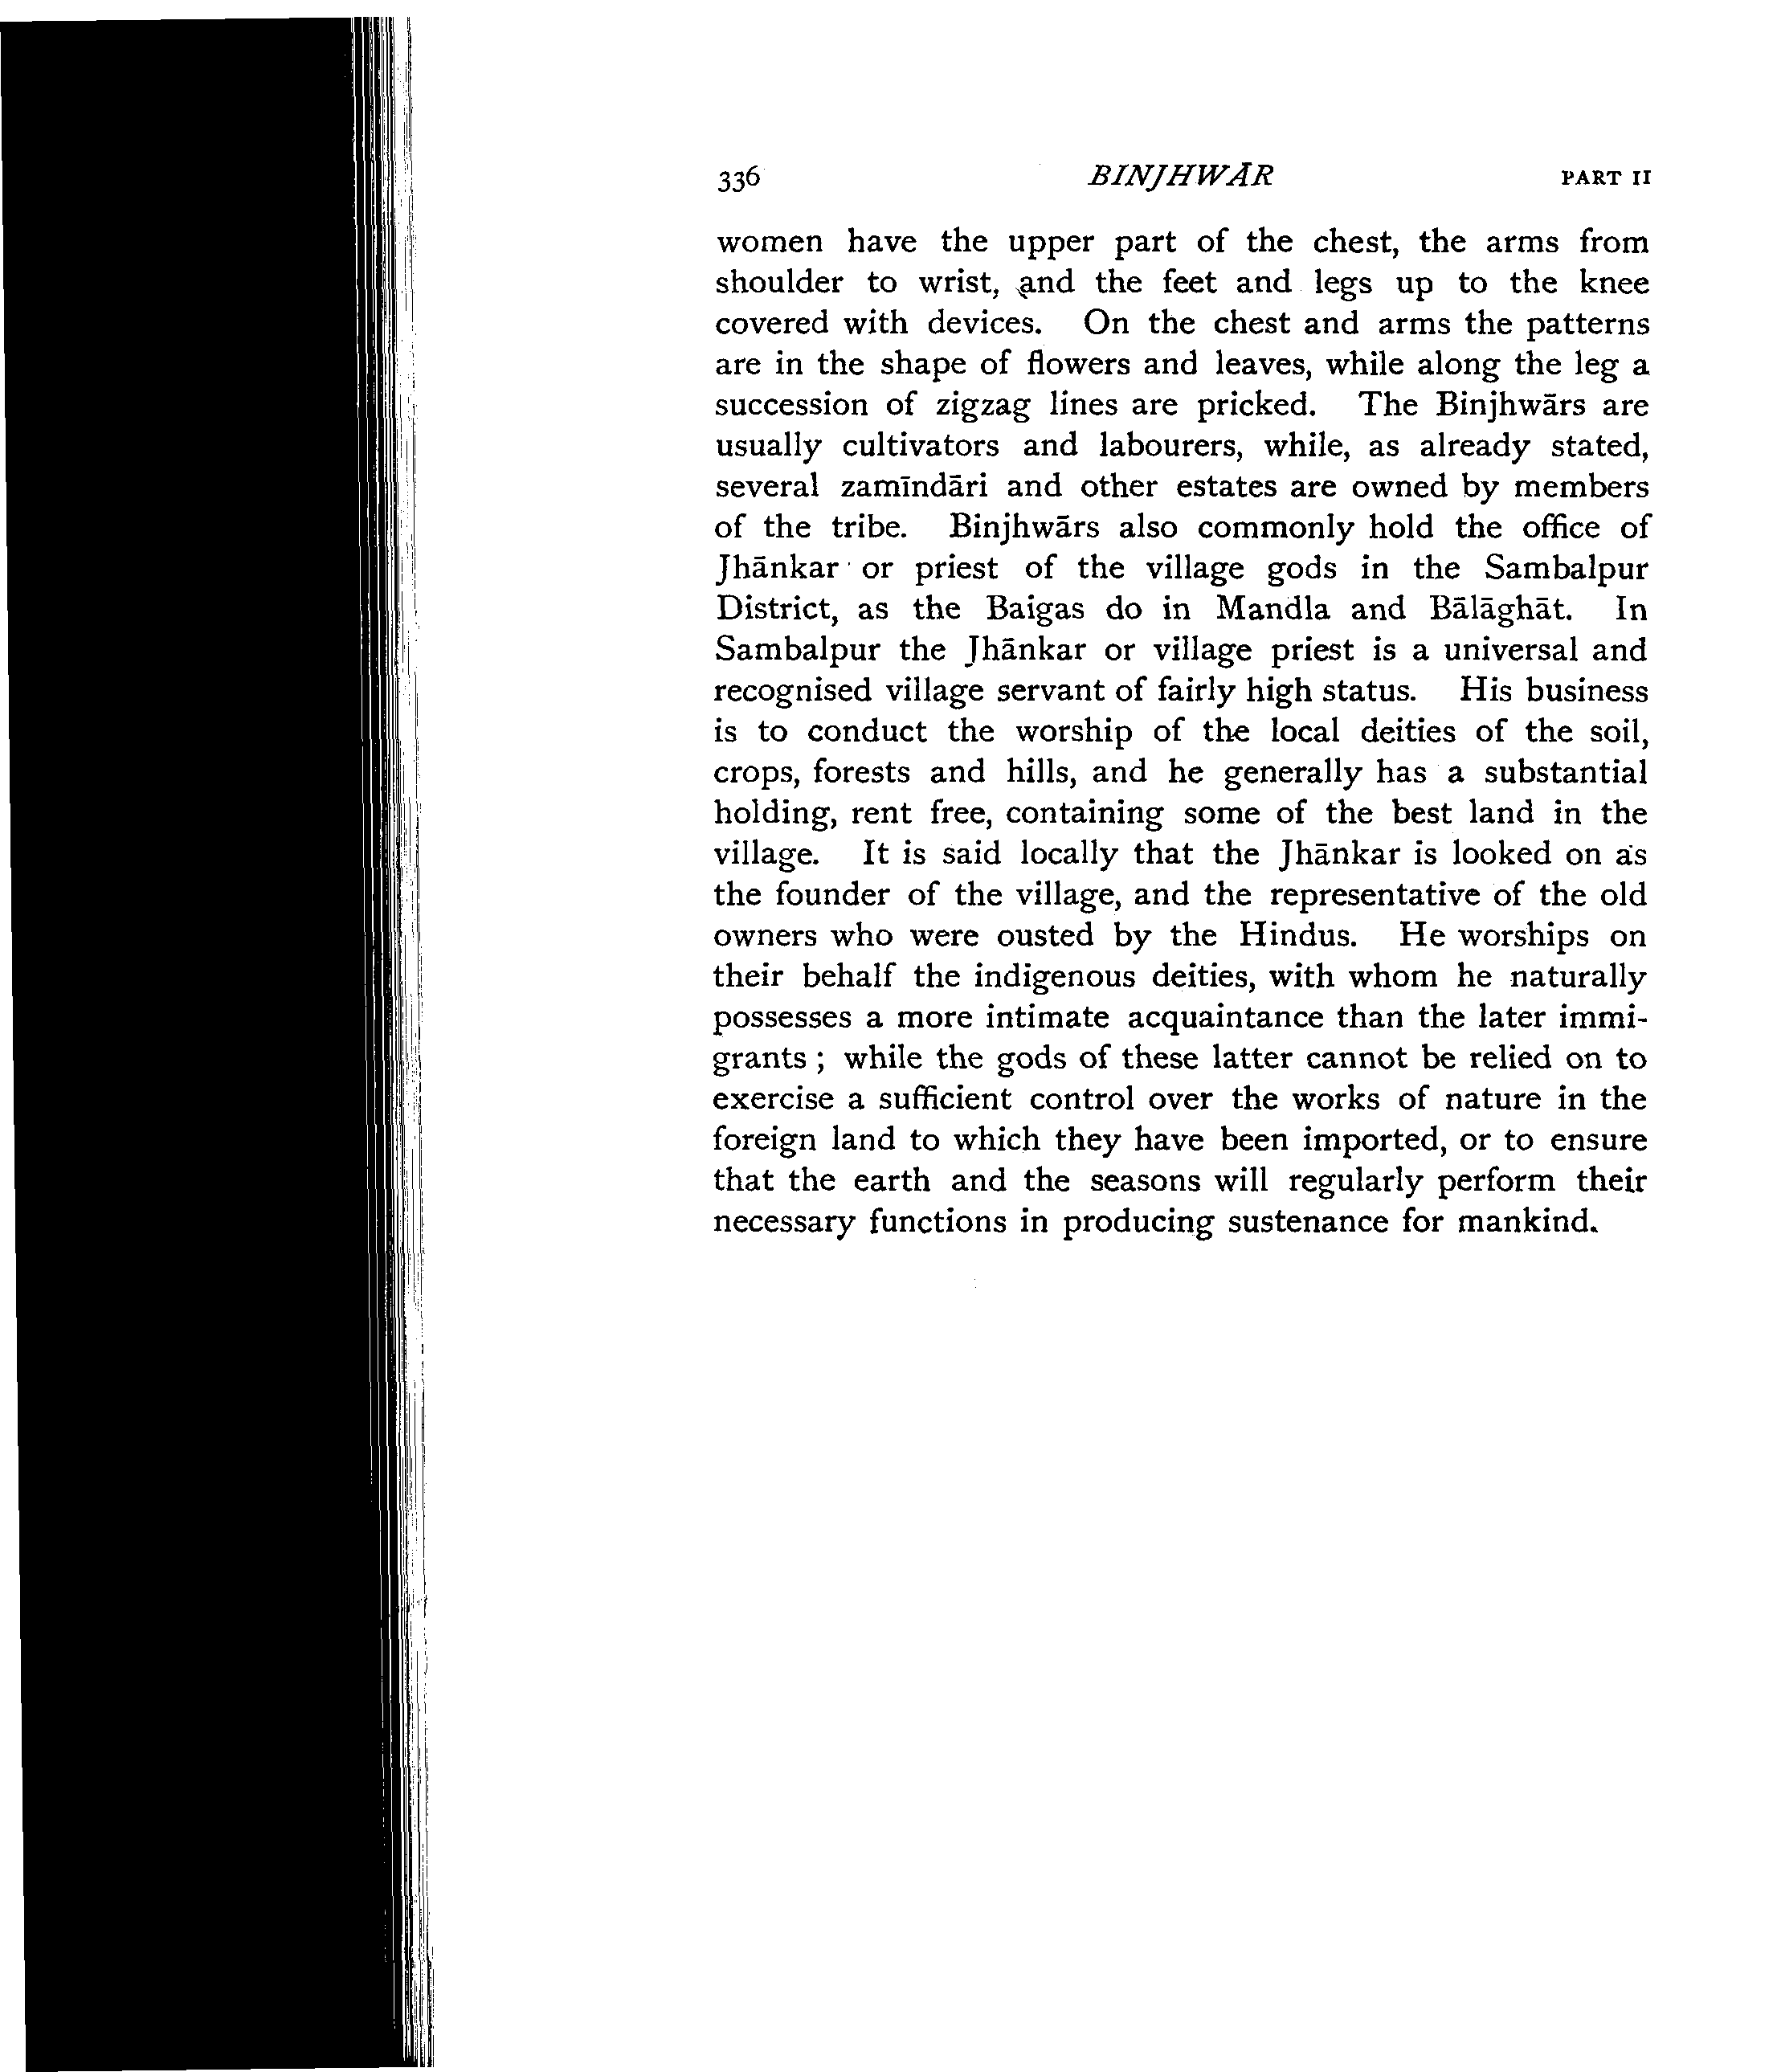 336 BINJHWĀR PART II
women have the upper part of the chest, the arms from
shoulder to wrist, and the feet and legs up to the knee
covered with devices. On the chest and arms the patterns
are in the shape of flowers and leaves, while along the leg a
succession of zigzag lines are pricked. The Binjhwārs are
usually cultivators and labourers, while, as already stated,
several zamīndāri and other estates are owned by members
of the tribe. Binjhwārs also commonly hold the office of
Jhānkar or priest of the village gods in the Sambalpur
District, as the Baigas do in Mandla and Bālāghāt. In
Sambalpur the Jhānkar or village priest is a universal and
recognised village servant of fairly high status. His business
is to conduct the worship of the local deities of the soil,
crops, forests and hills, and he generally has a substantial
holding, rent free, containing some of the best land in the
village. It is said locally that the Jhānkar is looked on as
the founder of the village, and the representative of the old
owners who were ousted by the Hindus. He worships on
their behalf the indigenous deities, with whom he naturally
possesses a more intimate acquaintance than the later immi-
grants ; while the gods of these latter cannot be relied on to
exercise a sufficient control over the works of nature in the
foreign land to which they have been imported, or to ensure
that the earth and the seasons will regularly perform their
necessary functions in producing sustenance for mankind.